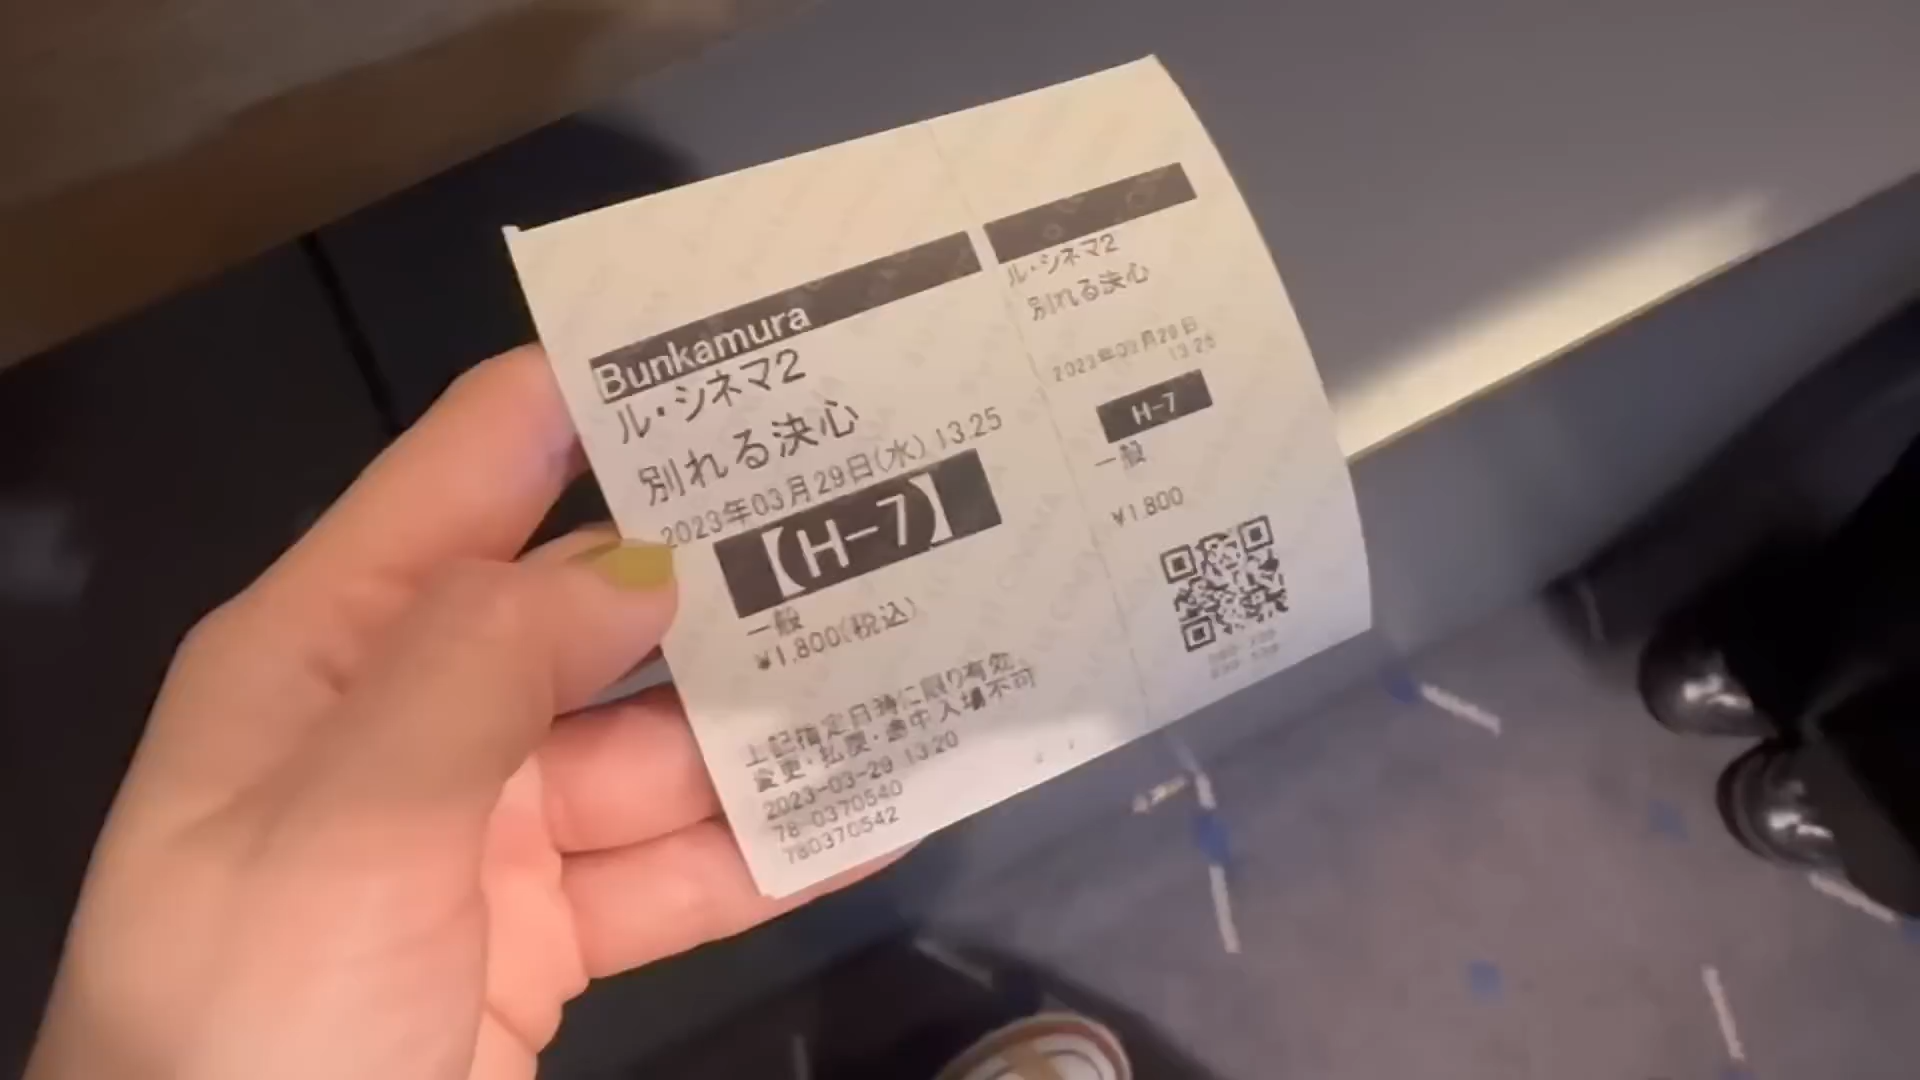 Bunkamura
ル・シネマ2
別れる決心
2023年03月29日(水) 13:25
【H-7】
一般
¥1,800(税込)
上記指定日時に限り有効。
変更・払戻・途中入場不可
2023-03-29 13:20
78-0370540
780370542
ル・シネマ2
別れる決心
2023年03月29日
13:25
H-7
一般
¥1,800